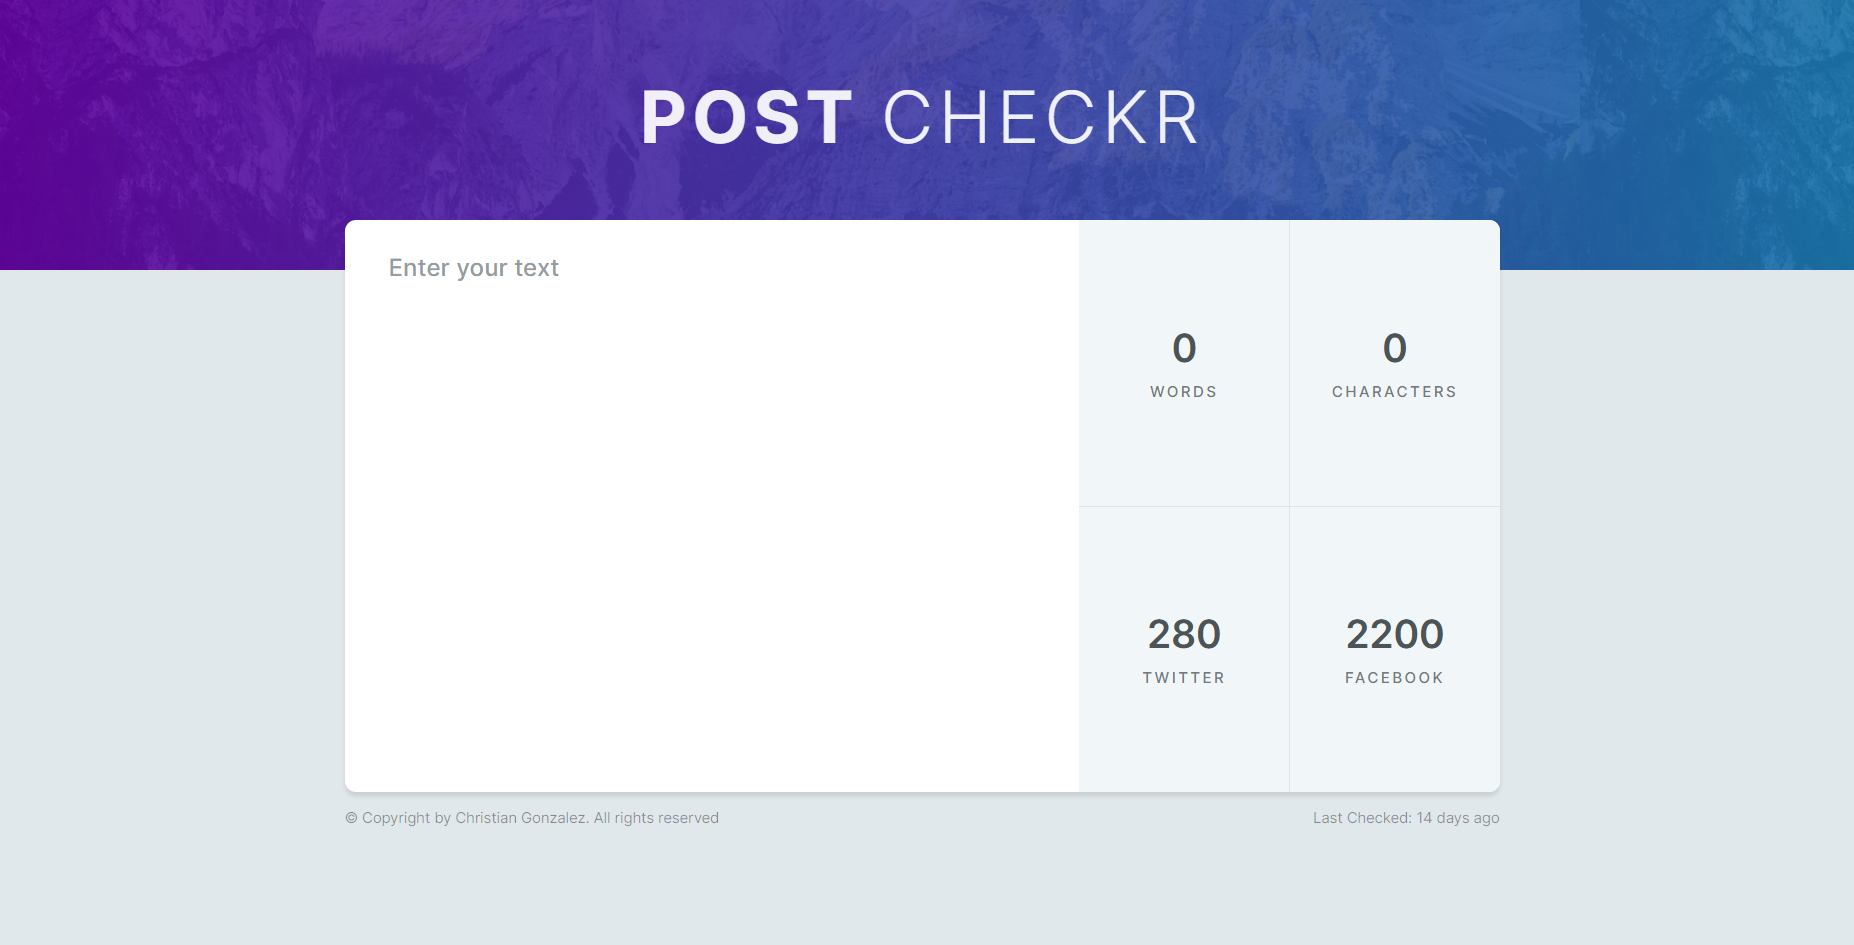 POST CHECKR
Enter your text
0
WORDS
0
CHARACTERS
280
TWITTER
2200
FACEBOOK
© Copyright by Christian Gonzalez. All rights reserved
Last Checked: 14 days ago